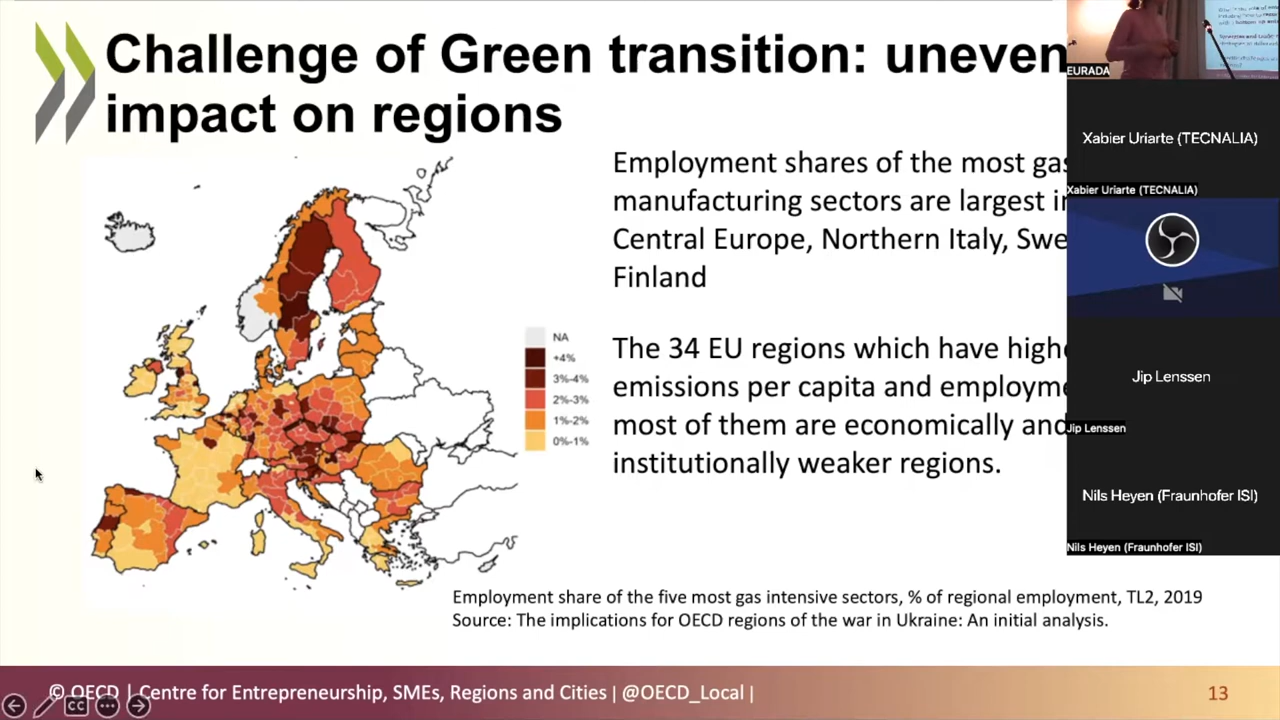 Challenge of Green transition: uneven
impact on regions
Employment shares of the most gas
manufacturing sectors are largest in
Central Europe, Northern Italy, Swe
Finland
The 34 EU regions which have highe
emissions per capita and employme
most of them are economically and
institutionally weaker regions.
NA
+4%
3%-4%
2%-3%
1%-2%
0%-1%
Employment share of the five most gas intensive sectors, % of regional employment, TL2, 2019
Source: The implications for OECD regions of the war in Ukraine: An initial analysis.
© OECD | Centre for Entrepreneurship, SMEs, Regions and Cities | @OECD_Local |
13
CC
EURADA
Xabier Uriarte (TECNALIA)
Xabier Uriarte (TECNALIA)
Jip Lenssen
Jip Lenssen
Nils Heyen (Fraunhofer ISI)
Nils Heyen (Fraunhofer ISI)